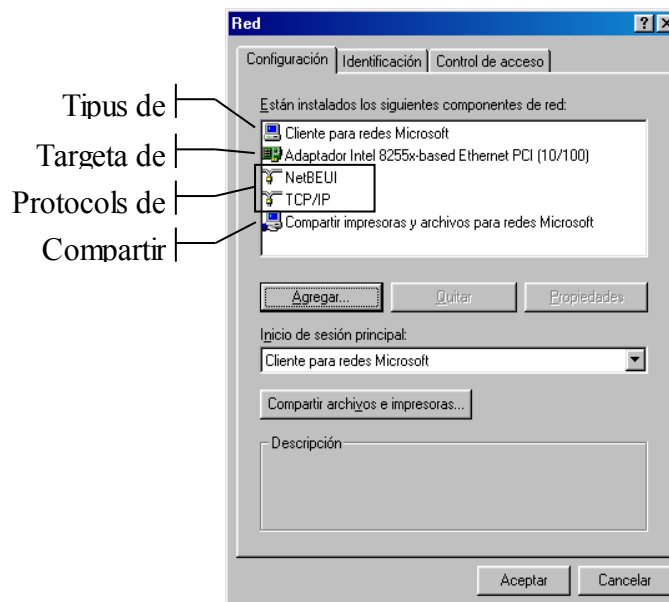 Red
Configuración Identificación Control de acceso
Están instalados los siguientes componentes de red:
Tipus de
Cliente para redes Microsoft
Targeta de
Adaptador Intel 8255x-based Ethernet PCI (10/100)
Protocols de
NetBEUI
TCP/IP
Compartir
Compartir impresoras y archivos para redes Microsoft
Agregar... Quitar Propiedades
Inicio de sesión principal:
Cliente para redes Microsoft
Compartir archivos e impresoras...
Descripción
Aceptar Cancelar